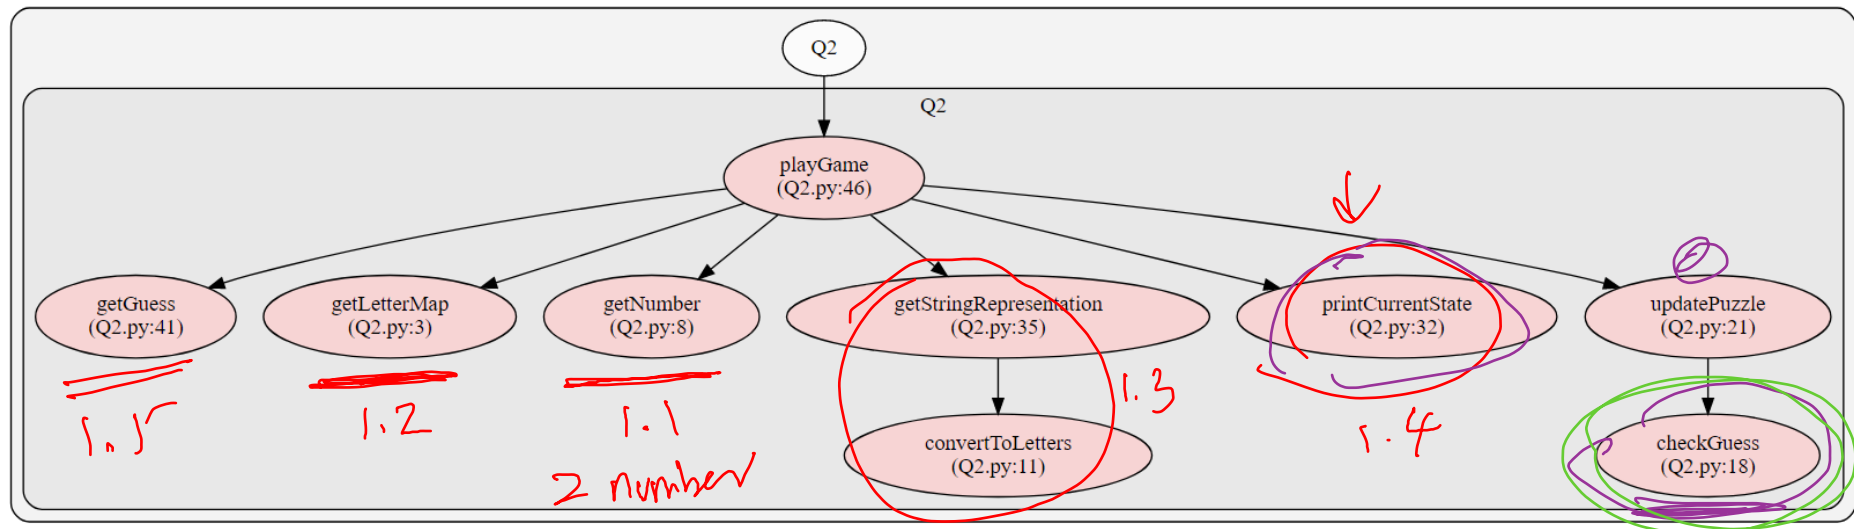 Q2
Q2
playGame
(Q2.py:46)
getGuess
(Q2.py:41)
getLetterMap
(Q2.py:3)
getNumber
(Q2.py:8)
getStringRepresentation
(Q2.py:35)
printCurrentState
(Q2.py:32)
updatePuzzle
(Q2.py:21)
1.5
1.2
1.1
1.3
1.4
2 number
convertToLetters
(Q2.py:11)
checkGuess
(Q2.py:18)